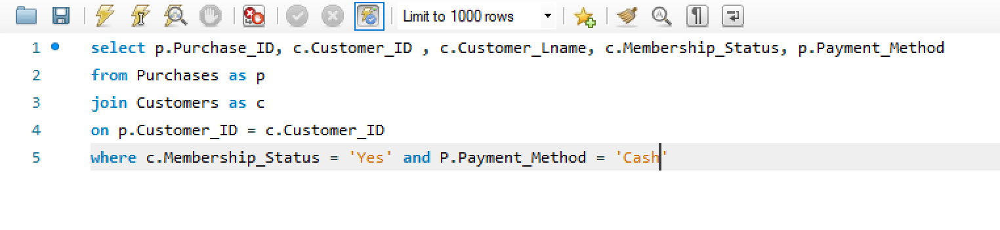 Limit to 1000 rows
1 select p.Purchase_ID, c.Customer_ID , c.Customer_Lname, c.Membership_Status, p.Payment_Method
2 from Purchases as p
3 join Customers as c
4 on p.Customer_ID = c.Customer_ID
5 where c.Membership_Status = 'Yes' and P.Payment_Method = 'Cash'